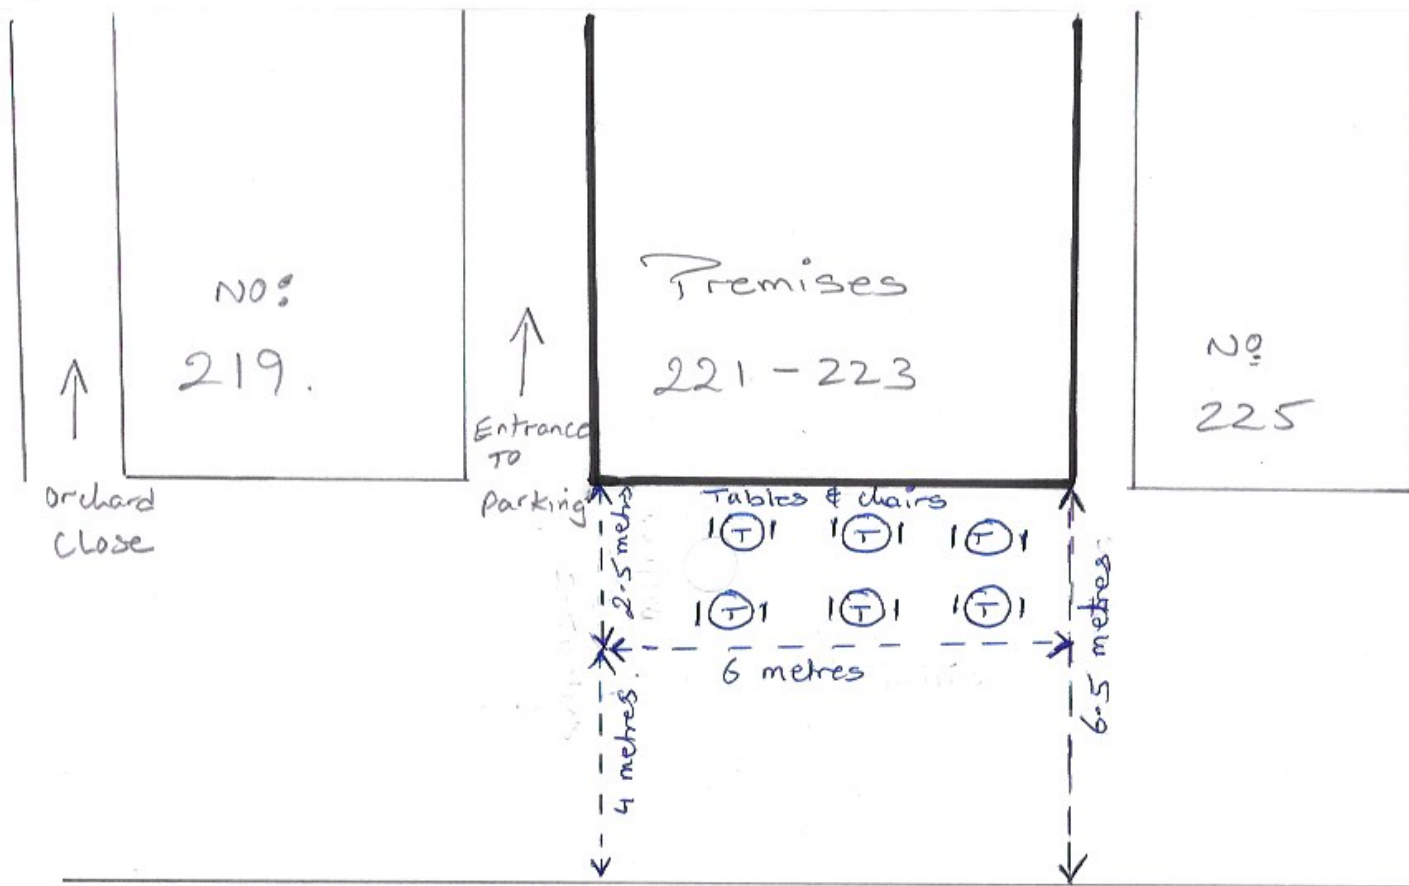 NO:
219.
Orchard
Close
Entrance
TO
parking
Premises
221 - 223
Nº
225
Tables & chairs
T T T
T T T
2.5 metres
6 metres
4 metres.
6.5 metres